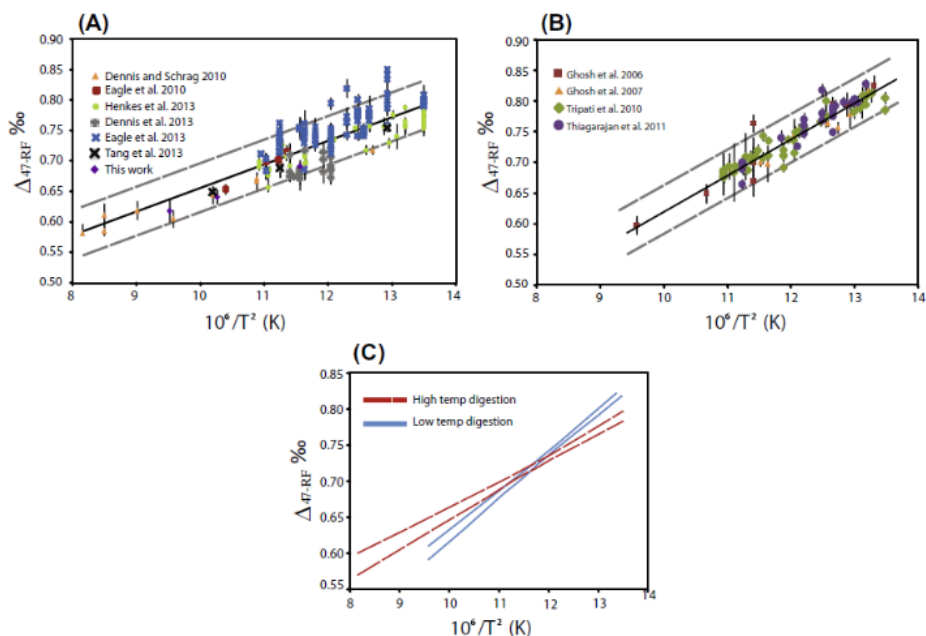 (A)
0.90
0.85
0.80
0.75
0.70
0.65
0.60
0.55
0.50
Δ47-RF ‰
Dennis and Schrag 2010
Eagle et al. 2010
Henkes et al. 2013
Dennis et al. 2013
Eagle et al. 2013
Tang et al. 2013
This work
8 9 10 11 12 13 14
10⁶/T² (K)
(B)
0.90
0.85
0.80
0.75
0.70
0.65
0.60
0.55
0.50
Δ47-RF ‰
Ghosh et al. 2006
Ghosh et al. 2007
Tripati et al. 2010
Thiagarajan et al. 2011
8 9 10 11 12 13 14
10⁶/T² (K)
(C)
0.85
0.80
0.75
0.70
0.65
0.60
0.55
Δ47-RF ‰
High temp digestion
Low temp digestion
8 9 10 11 12 13 14
10⁶/T² (K)